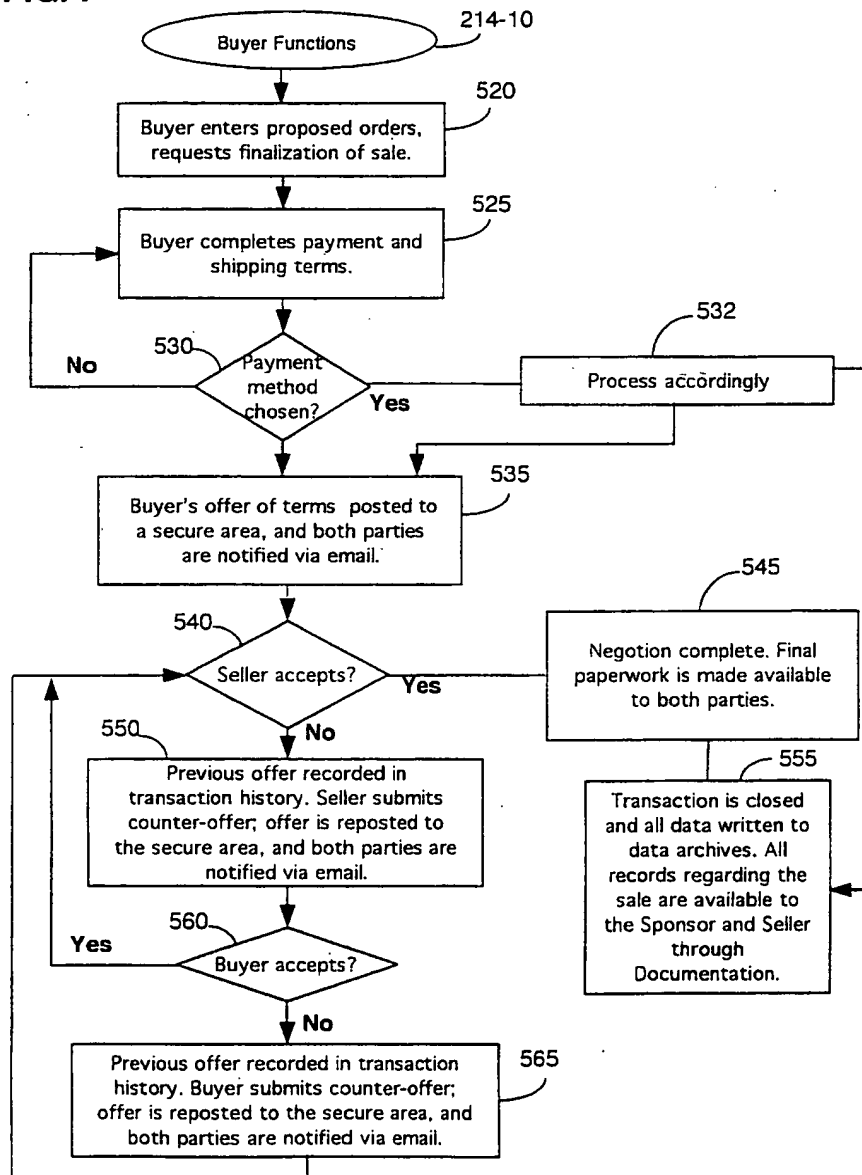 214-10
Buyer Functions
520
Buyer enters proposed orders,
requests finalization of sale.
525
Buyer completes payment and
shipping terms.
530
532
No
Payment
method
chosen?
Yes
Process accordingly
535
Buyer's offer of terms posted to
a secure area, and both parties
are notified via email.
545
540
Negotion complete. Final
paperwork is made available
to both parties.
Seller accepts?
Yes
No
550
555
Previous offer recorded in
transaction history. Seller submits
counter-offer; offer is reposted to
the secure area, and both parties are
notified via email.
Transaction is closed
and all data written to
data archives. All
records regarding the
sale are available to
the Sponsor and Seller
through
Documentation.
560
Yes
Buyer accepts?
No
565
Previous offer recorded in transaction
history. Buyer submits counter-offer;
offer is reposted to the secure area, and
both parties are notified via email.